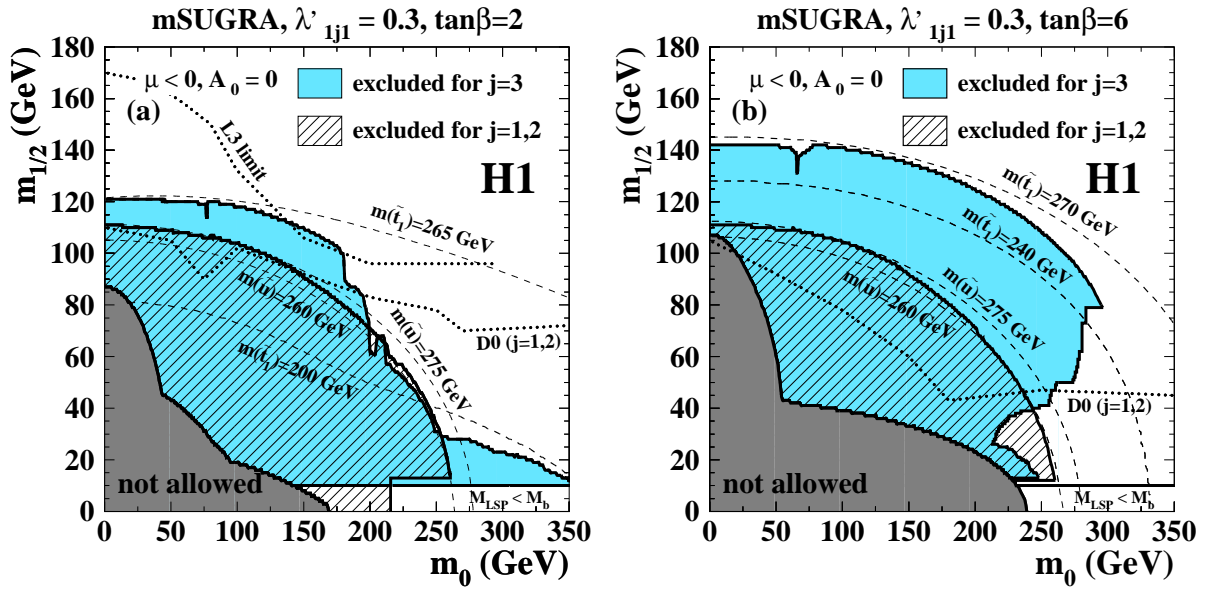 mSUGRA, λ'1j1 = 0.3, tanβ=2
m1/2 (GeV)
180
160
140
120
100
80
60
40
20
0
μ < 0, A0 = 0
(a)
excluded for j=3
excluded for j=1,2
H1
L3 limit
m(t̃1)=265 GeV
m(ũ)=260 GeV
m(ũ)=275 GeV
m(t̃1)=200 GeV
D0 (j=1,2)
not allowed
MLSP < Mb
0 50 100 150 200 250 300 350
m0 (GeV)
mSUGRA, λ'1j1 = 0.3, tanβ=6
m1/2 (GeV)
180
160
140
120
100
80
60
40
20
0
μ < 0, A0 = 0
(b)
excluded for j=3
excluded for j=1,2
H1
m(t̃1)=270 GeV
m(t̃1)=240 GeV
m(ũ)=275 GeV
m(ũ)=260 GeV
D0 (j=1,2)
not allowed
MLSP < Mb
0 50 100 150 200 250 300 350
m0 (GeV)